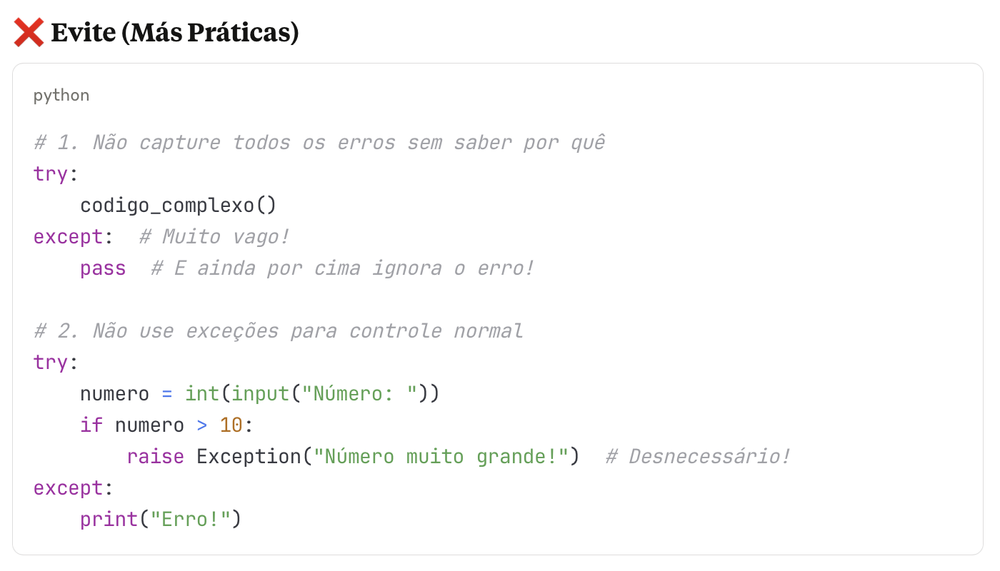 ❌ Evite (Más Práticas)
python
# 1. Não capture todos os erros sem saber por quê
try:
    codigo_complexo()
except:  # Muito vago!
    pass  # E ainda por cima ignora o erro!

# 2. Não use exceções para controle normal
try:
    numero = int(input("Número: "))
    if numero > 10:
        raise Exception("Número muito grande!")  # Desnecessário!
except:
    print("Erro!")